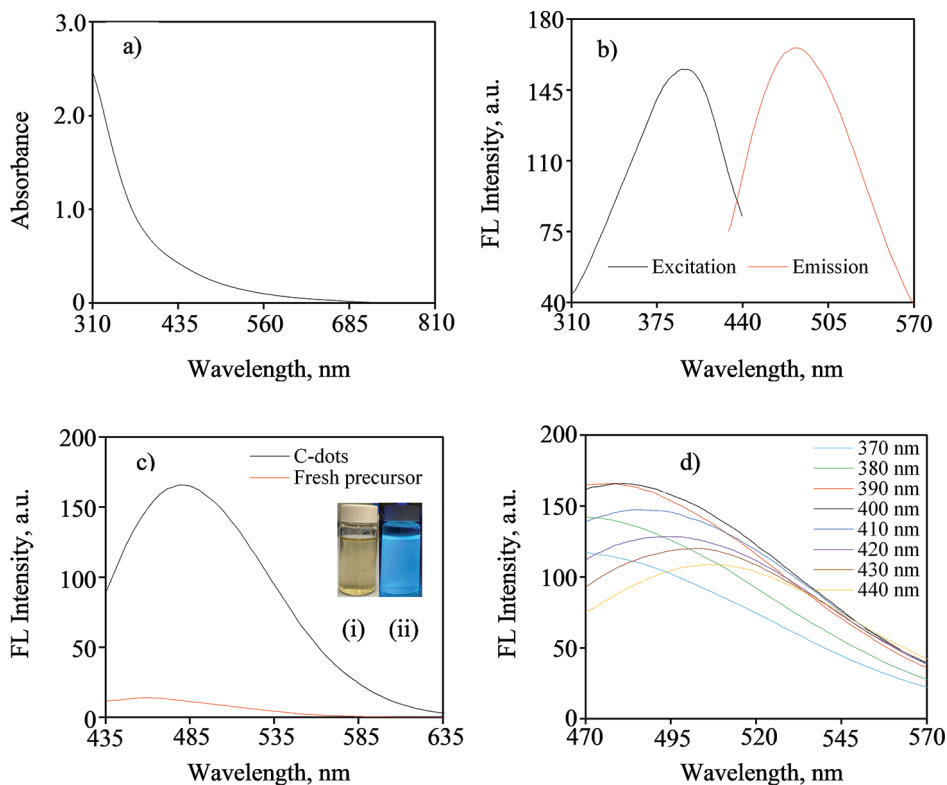 a)
3.0
2.0
1.0
0
310 435 560 685 810
Absorbance
Wavelength, nm
b)
180
145
110
75
40
310 375 440 505 570
FL Intensity, a.u.
Excitation Emission
Wavelength, nm
c)
200
150
100
50
0
435 485 535 585 635
FL Intensity, a.u.
C-dots
Fresh precursor
(i) (ii)
Wavelength, nm
d)
200
150
100
50
0
470 495 520 545 570
FL Intensity, a.u.
370 nm
380 nm
390 nm
400 nm
410 nm
420 nm
430 nm
440 nm
Wavelength, nm